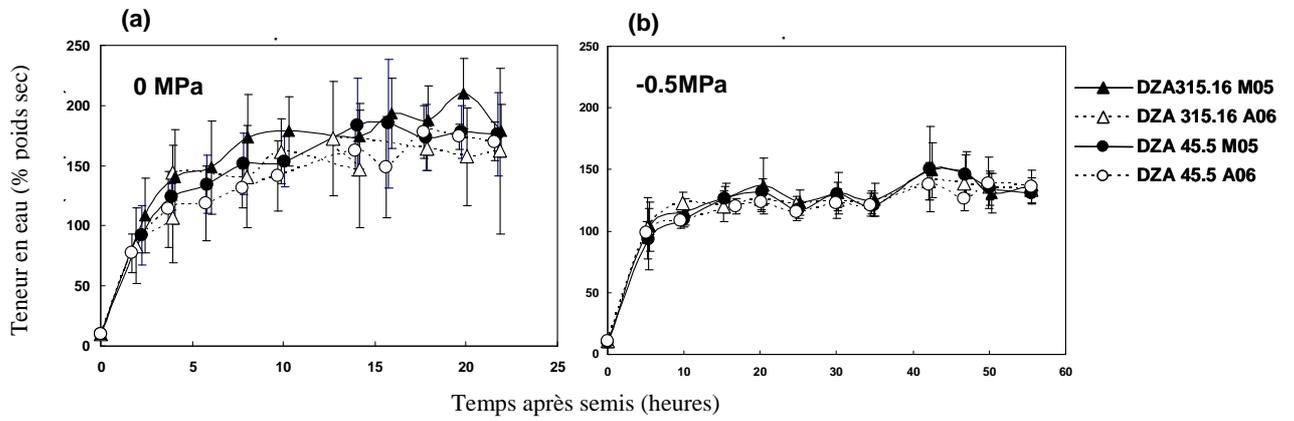 (a)
(b)
Teneur en eau (% poids sec)
0 MPa
250
200
150
100
50
0
0 5 10 15 20 25
-0.5MPa
250
200
150
100
50
0
0 10 20 30 40 50 60
DZA315.16 M05
DZA 315.16 A06
DZA 45.5 M05
DZA 45.5 A06
Temps après semis (heures)